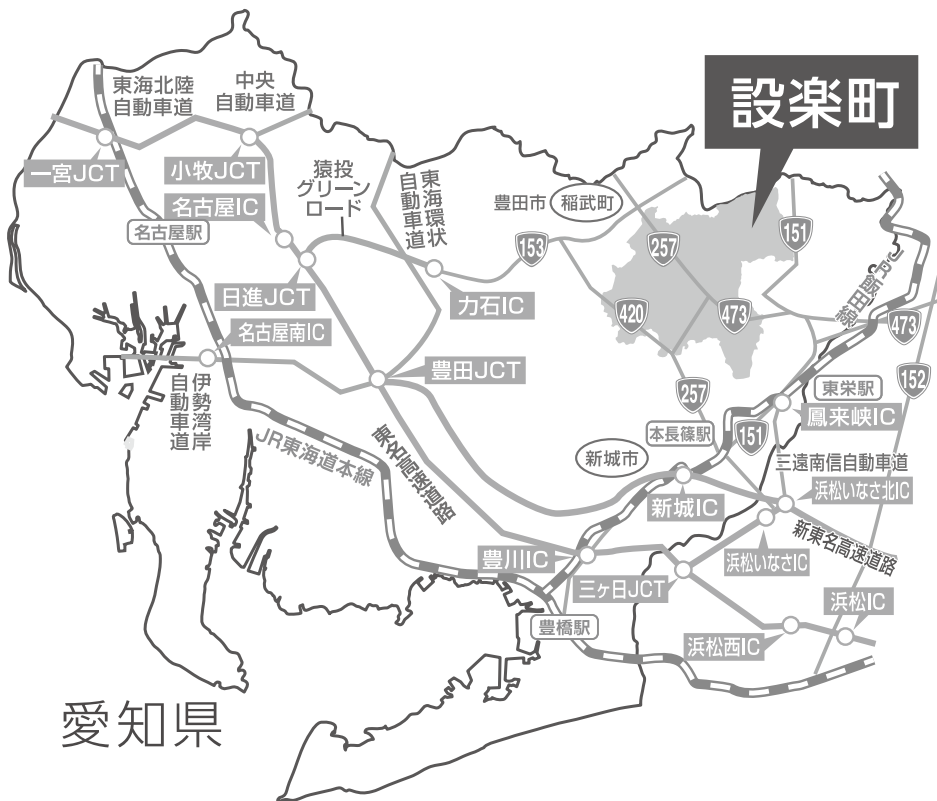 設楽町
東海北陸
自動車道
中央
自動車道
一宮JCT
小牧JCT
猿投
グリーン
ロード
東海環状
自動車道
豊田市
稲武町
名古屋IC
名古屋駅
153
257
151
日進JCT
力石IC
JR飯田線
420
473
473
名古屋南IC
豊田JCT
257
東栄駅
152
伊勢湾岸
自動車道
鳳来峡IC
本長篠駅
151
JR東海道本線
東名高速道路
新城市
三遠南信自動車道
新城IC
浜松いなさ北IC
新東名高速道路
豊川IC
浜松いなさIC
三ヶ日JCT
浜松IC
豊橋駅
浜松西IC
愛知県